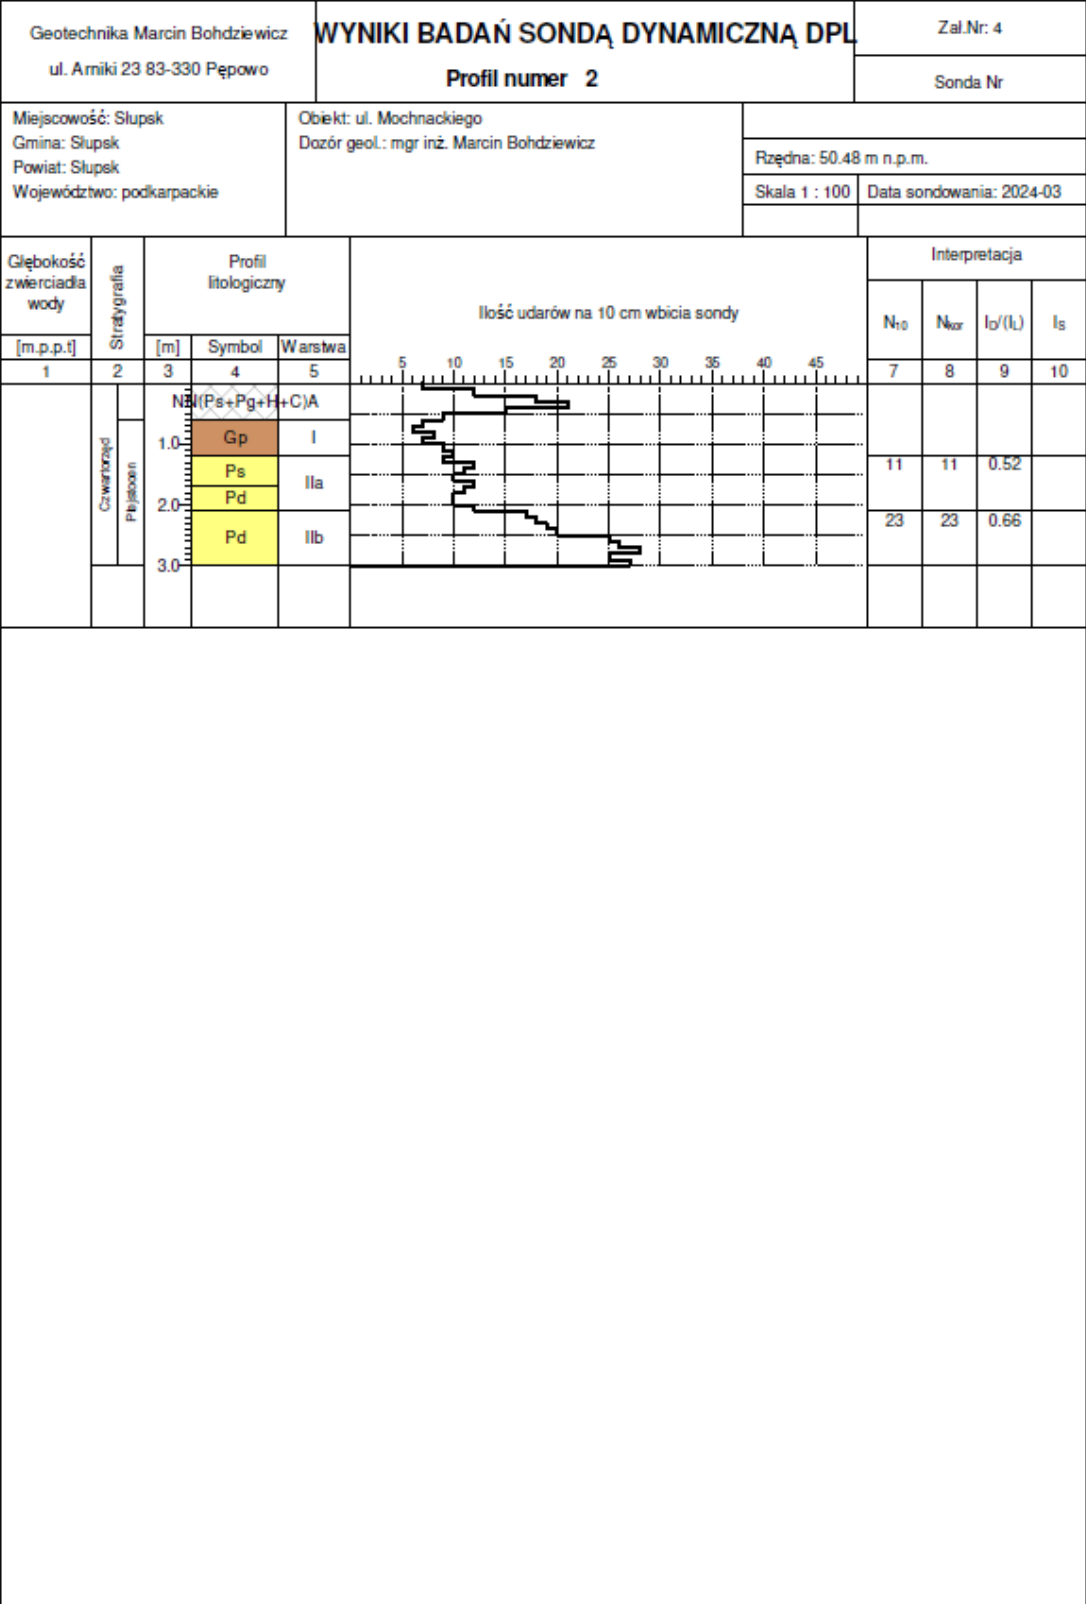 Geotechnika Marcin Bohdziewicz
ul. Arniki 23 83-330 Pępowo
WYNIKI BADAŃ SONDĄ DYNAMICZNĄ DPL
Profil numer 2
Zał.Nr: 4
Sonda Nr
Miejscowość: Słupsk
Gmina: Słupsk
Powiat: Słupsk
Województwo: podkarpackie
Obiekt: ul. Mochnackiego
Dozór geol.: mgr inż. Marcin Bohdziewicz
Rzędna: 50.48 m n.p.m.
Skala 1 : 100
Data sondowania: 2024-03
Głębokość
zwierciadła
wody
[m.p.p.t]
Stratygrafia
Profil
litologiczny
[m] Symbol Warstwa
Ilość udarów na 10 cm wbicia sondy
5 10 15 20 25 30 35 40 45
Interpretacja
N10 Nkor ID/(IL) IS
1 2 3 4 5 7 8 9 10
Czwartorzęd
Plejstocen
NN(Ps+Pg+H+C)A
1.0 Gp I
Ps
IIa
11 11 0.52
2.0 Pd
Pd IIb
23 23 0.66
3.0